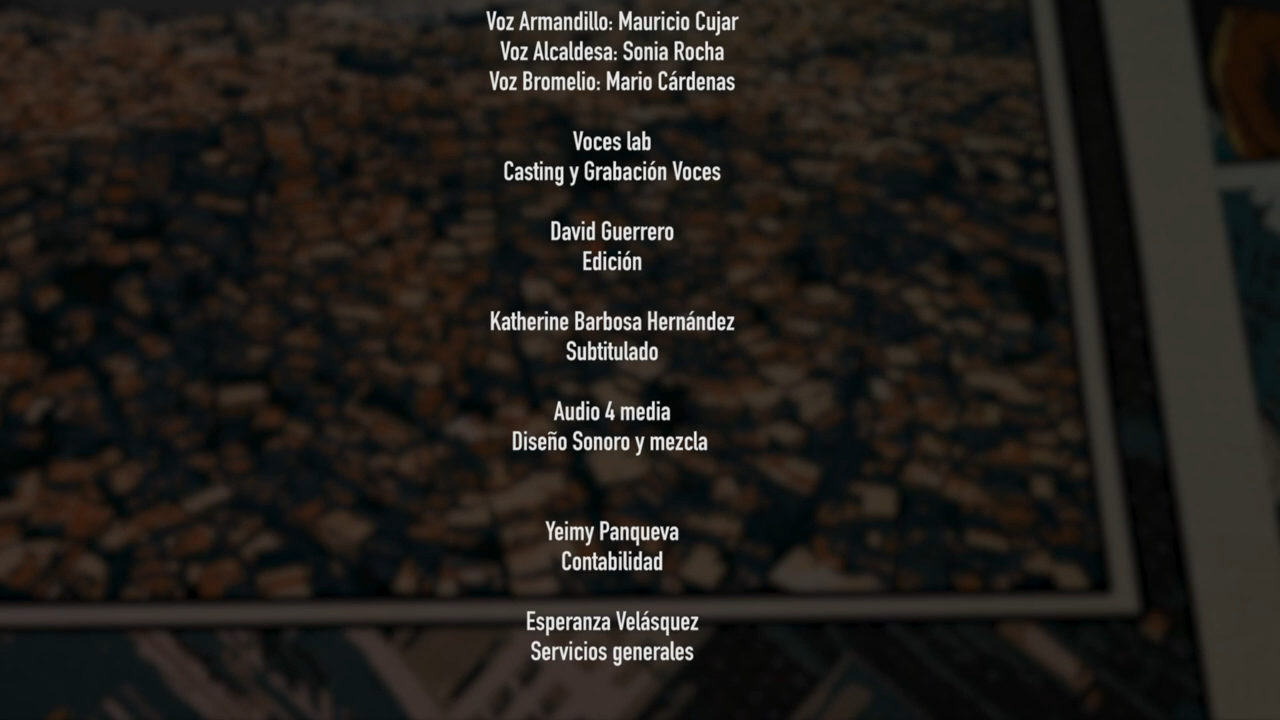 Voz Armandillo: Mauricio Cujar
Voz Alcaldesa: Sonia Rocha
Voz Bromelio: Mario Cárdenas
Voces lab
Casting y Grabación Voces
David Guerrero
Edición
Katherine Barbosa Hernández
Subtitulado
Audio 4 media
Diseño Sonoro y mezcla
Yeimy Panqueva
Contabilidad
Esperanza Velásquez
Servicios generales